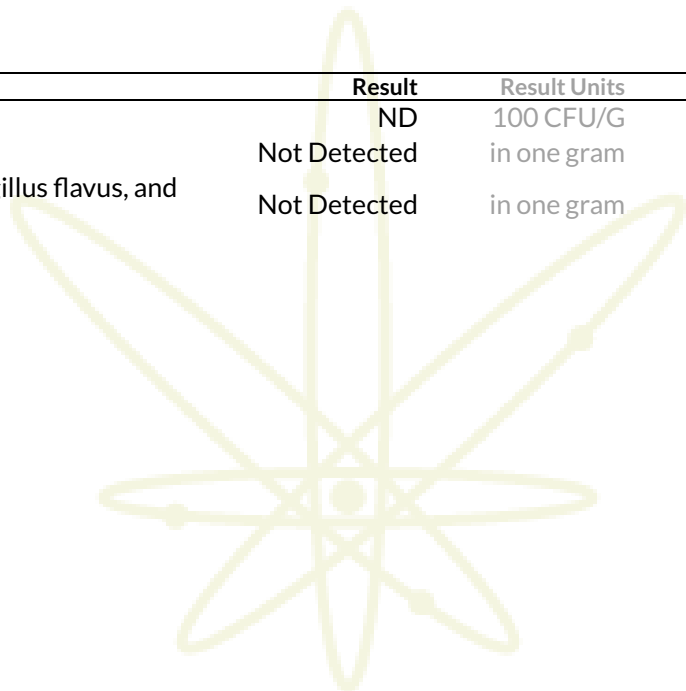 Result Result Units
ND 100 CFU/G
Not Detected in one gram
illus flavus, and
Not Detected in one gram